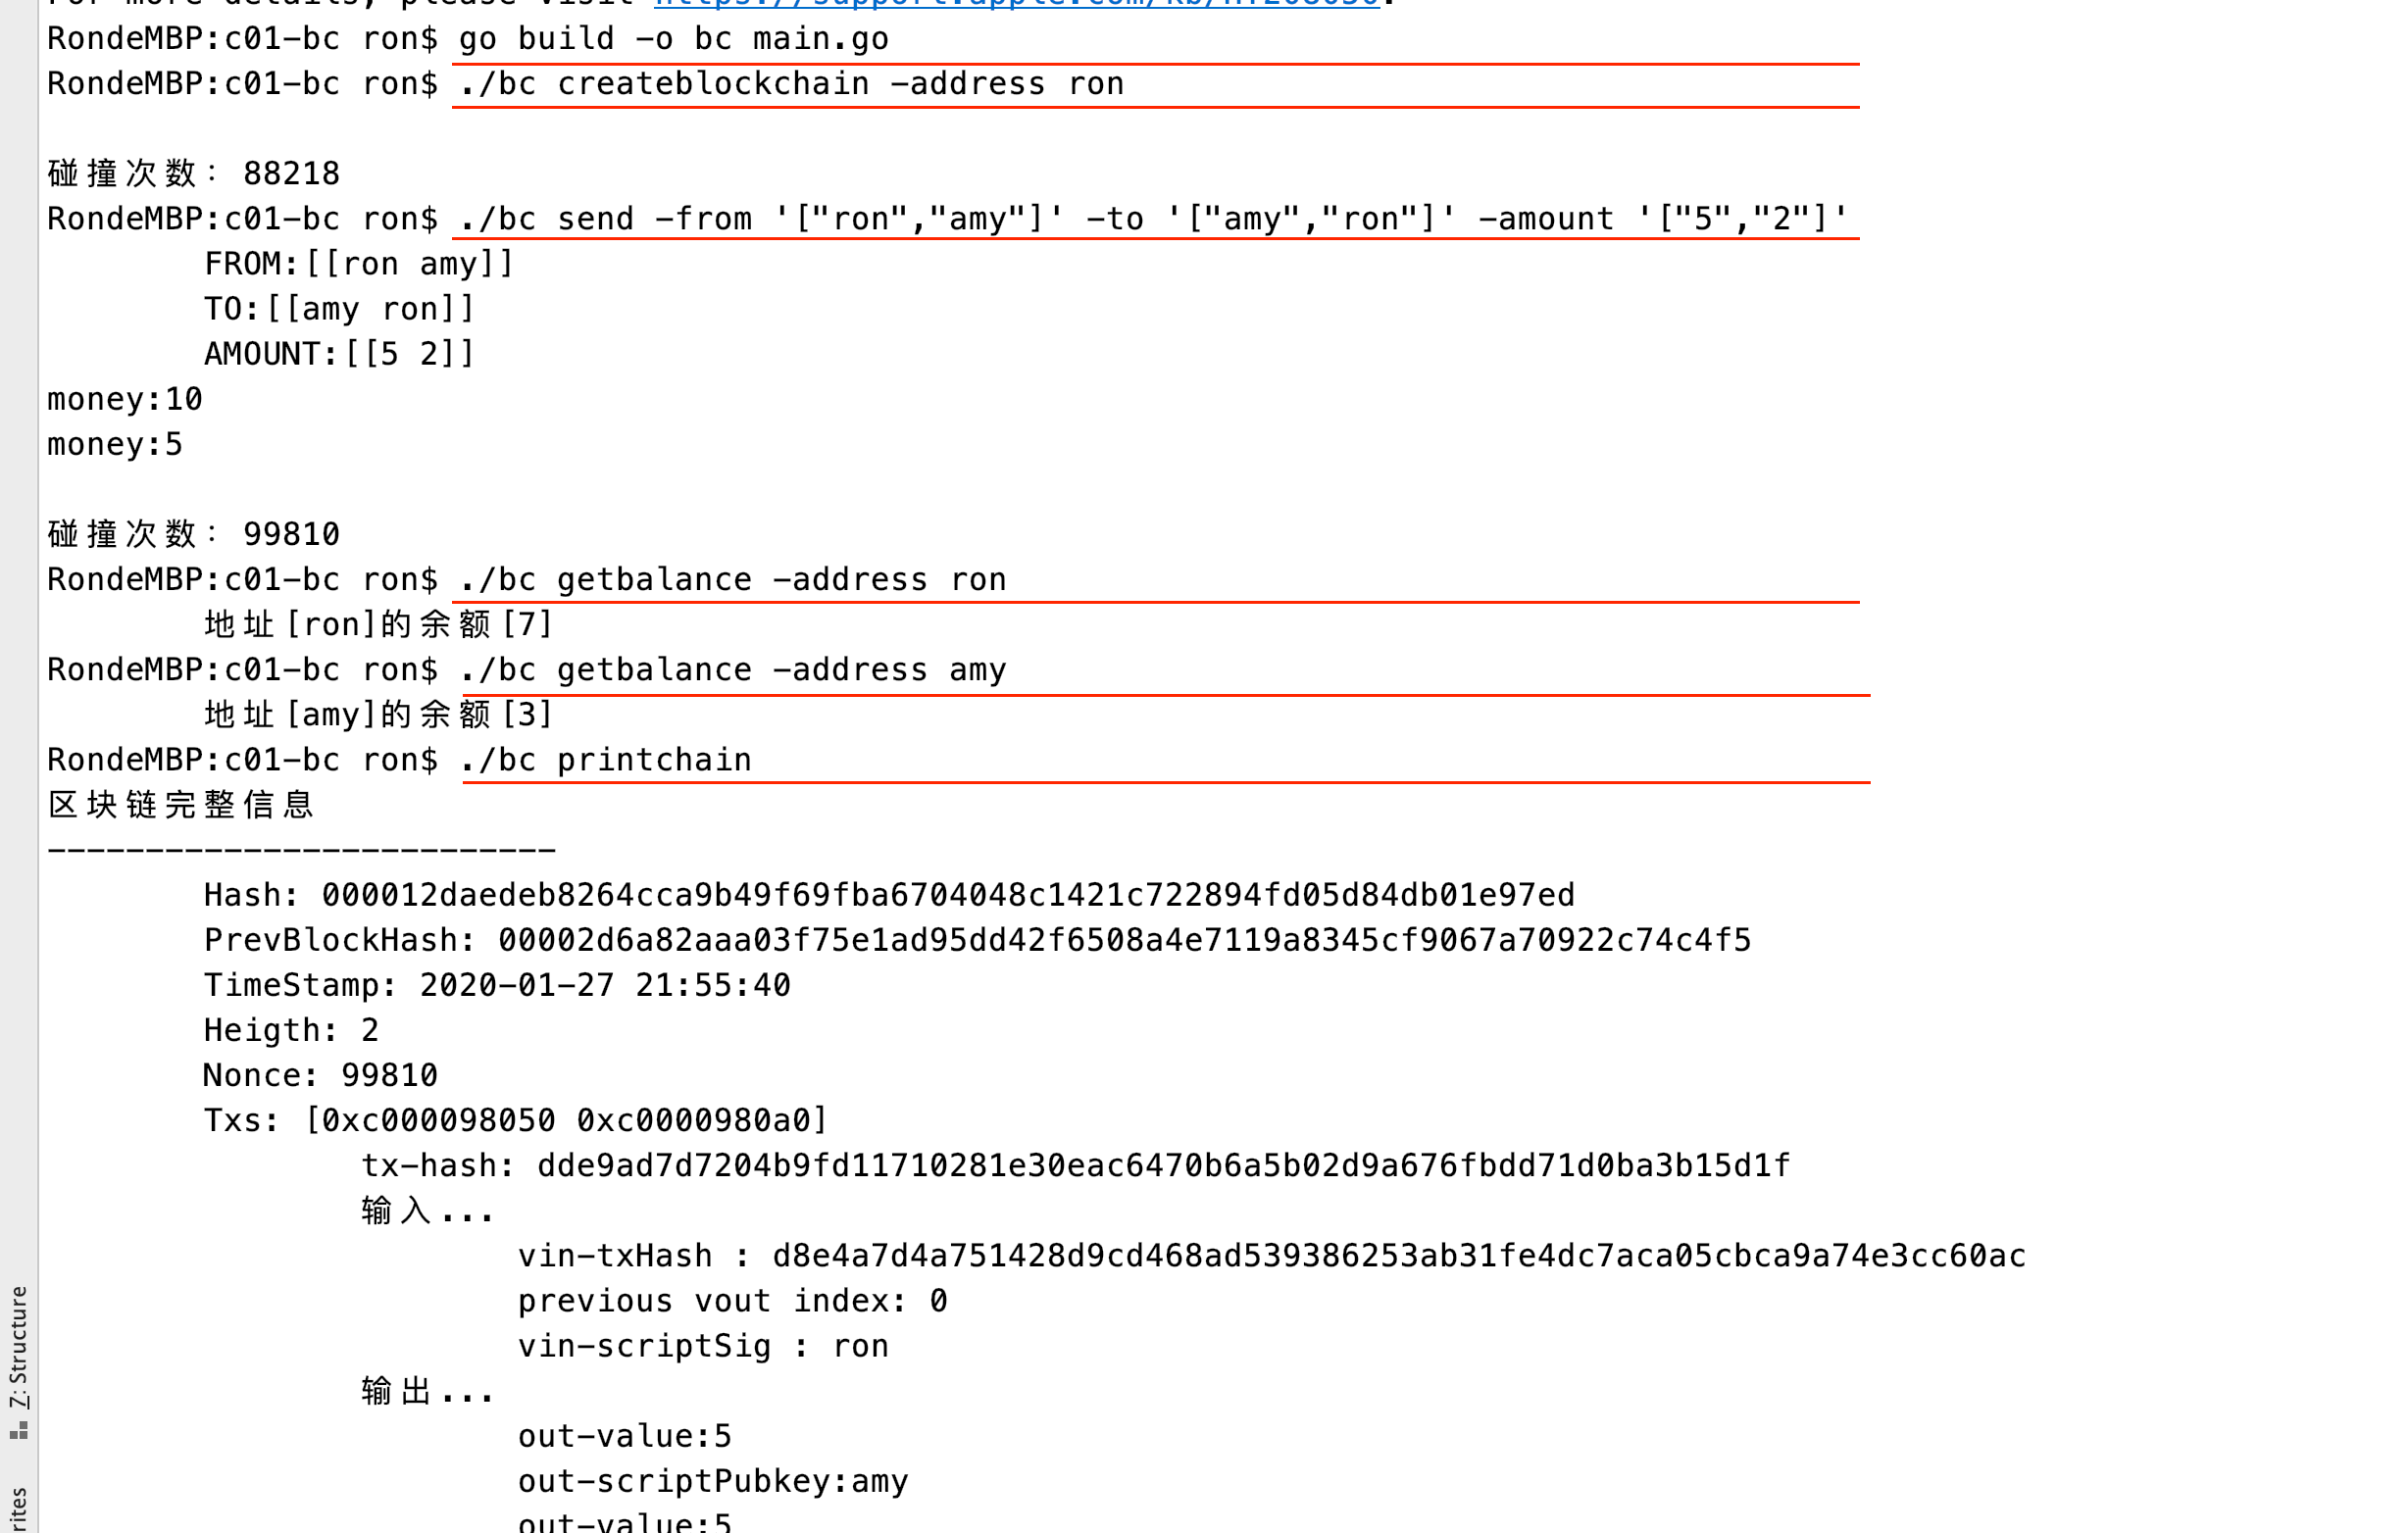 For more details, please visit https://support.apple.com/kb/HT208050.
RondeMBP:c01-bc ron$ go build -o bc main.go
RondeMBP:c01-bc ron$ ./bc createblockchain -address ron
碰撞次数: 88218
RondeMBP:c01-bc ron$ ./bc send -from '["ron","amy"]' -to '["amy","ron"]' -amount '["5","2"]'
FROM:[[ron amy]]
TO:[[amy ron]]
AMOUNT:[[5 2]]
money:10
money:5
碰撞次数: 99810
RondeMBP:c01-bc ron$ ./bc getbalance -address ron
地址[ron]的余额[7]
RondeMBP:c01-bc ron$ ./bc getbalance -address amy
地址[amy]的余额[3]
RondeMBP:c01-bc ron$ ./bc printchain
区块链完整信息
--------------------------
Hash: 000012daedeb8264cca9b49f69fba6704048c1421c722894fd05d84db01e97ed
PrevBlockHash: 00002d6a82aaa03f75e1ad95dd42f6508a4e7119a8345cf9067a70922c74c4f5
TimeStamp: 2020-01-27 21:55:40
Heigth: 2
Nonce: 99810
Txs: [0xc000098050 0xc0000980a0]
tx-hash: dde9ad7d7204b9fd11710281e30eac6470b6a5b02d9a676fbdd71d0ba3b15d1f
输入...
vin-txHash : d8e4a7d4a751428d9cd468ad539386253ab31fe4dc7aca05cbca9a74e3cc60ac
previous vout index: 0
vin-scriptSig : ron
输出...
out-value:5
out-scriptPubkey:amy
out-value:5
Z: Structure
rites